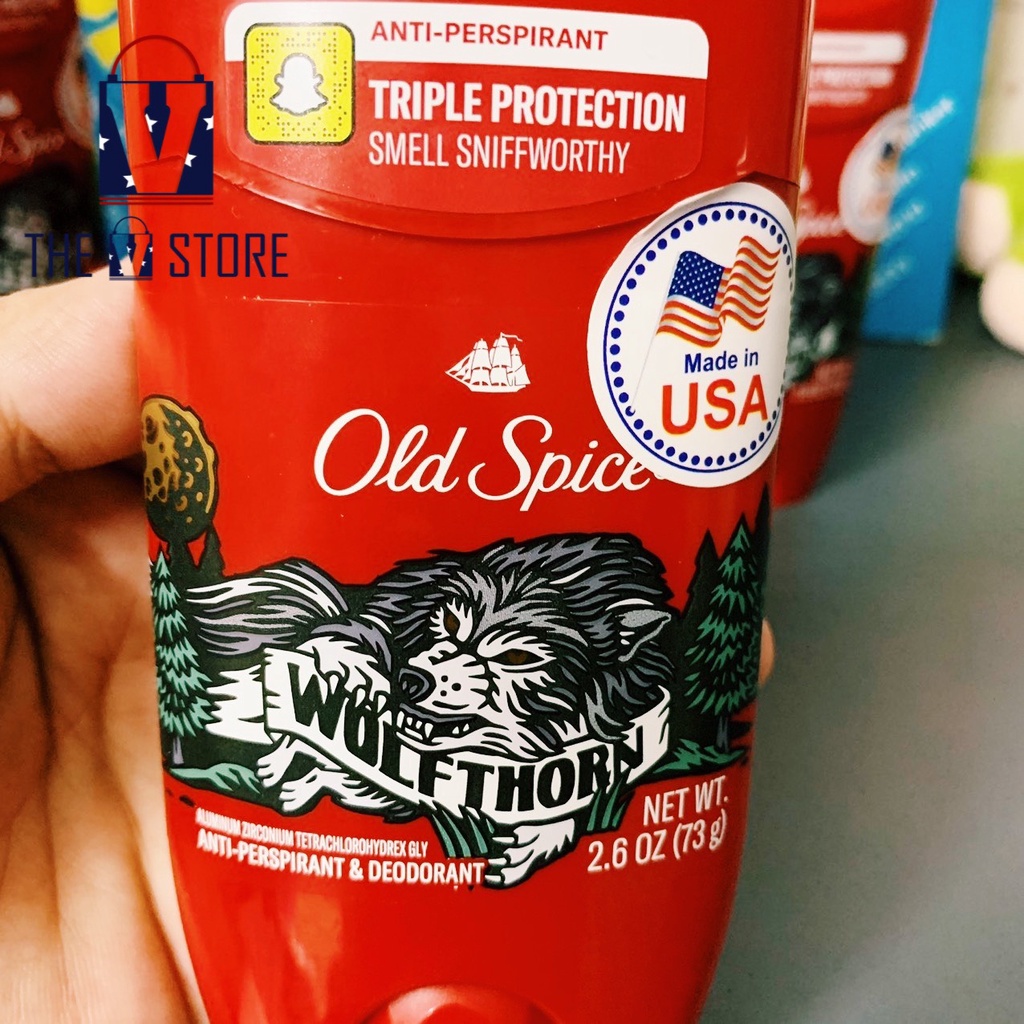 ANTI-PERSPIRANT
TRIPLE PROTECTION
SMELL SNIFFWORTHY
THE V STORE
Made in
USA
Old Spice
WOLFTHORN
ALUMINUM ZIRCONIUM TETRACHLOROHYDREX GLY
ANTI-PERSPIRANT & DEODORANT
NET WT.
2.6 OZ (73 g)